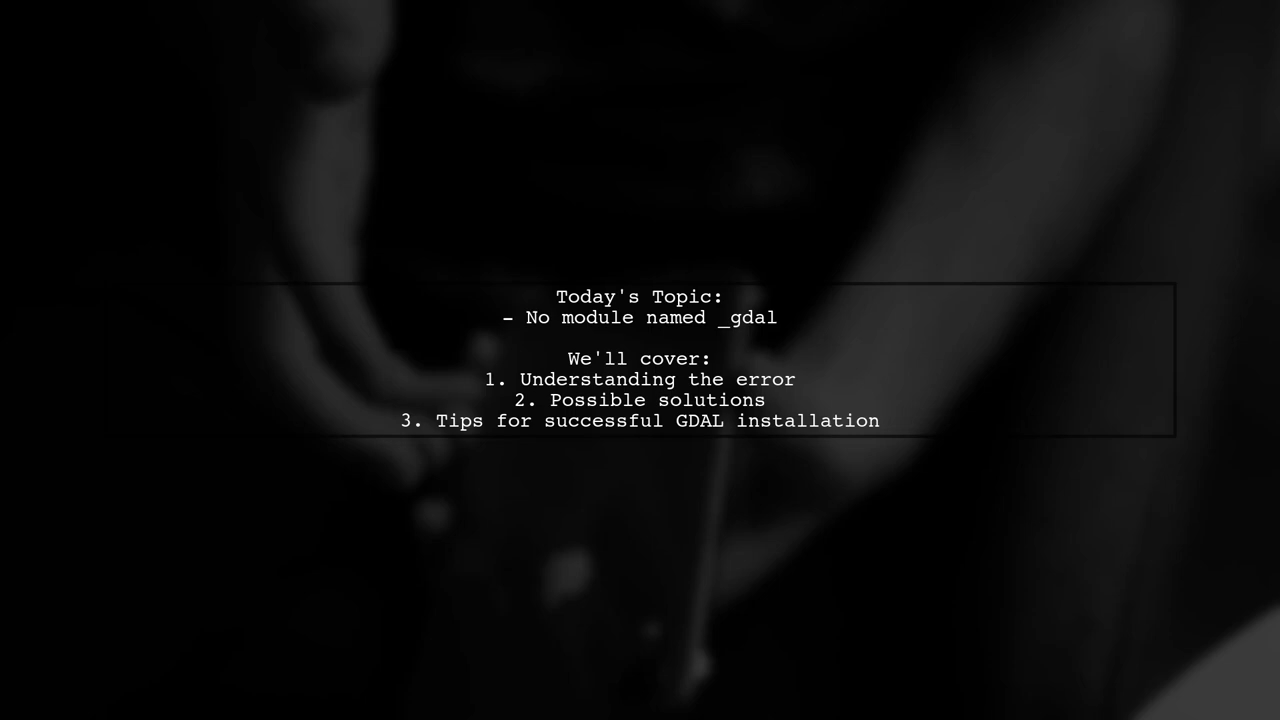 Today's Topic:
- No module named _gdal
We'll cover:
1. Understanding the error
2. Possible solutions
3. Tips for successful GDAL installation